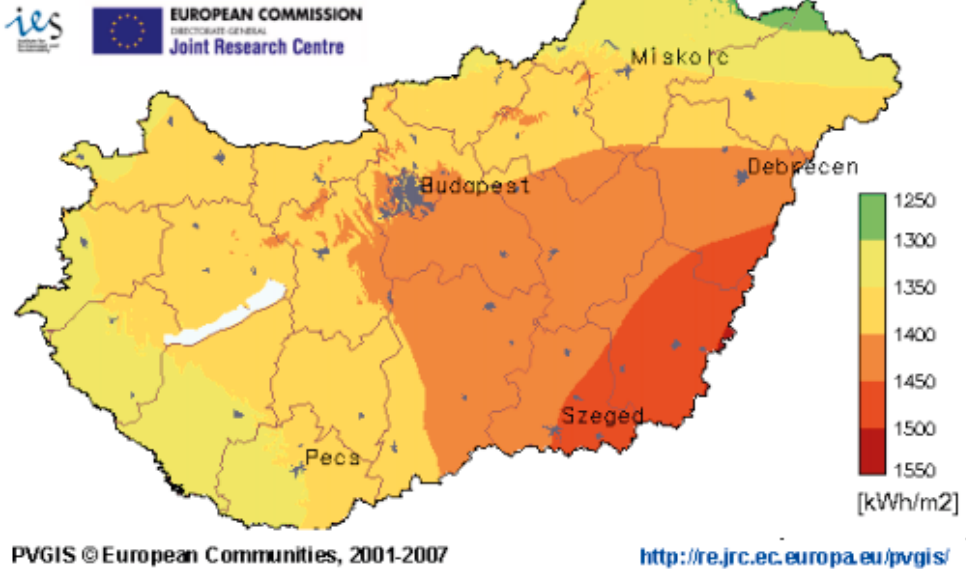 ies
EUROPEAN COMMISSION
DIRECTORATE-GENERAL
Joint Research Centre
Miskolc
Debrecen
Budapest
Szeged
Pecs
1250
1300
1350
1400
1450
1500
1550
[kWh/m2]
PVGIS © European Communities, 2001-2007
http://re.jrc.ec.europa.eu/pvgis/